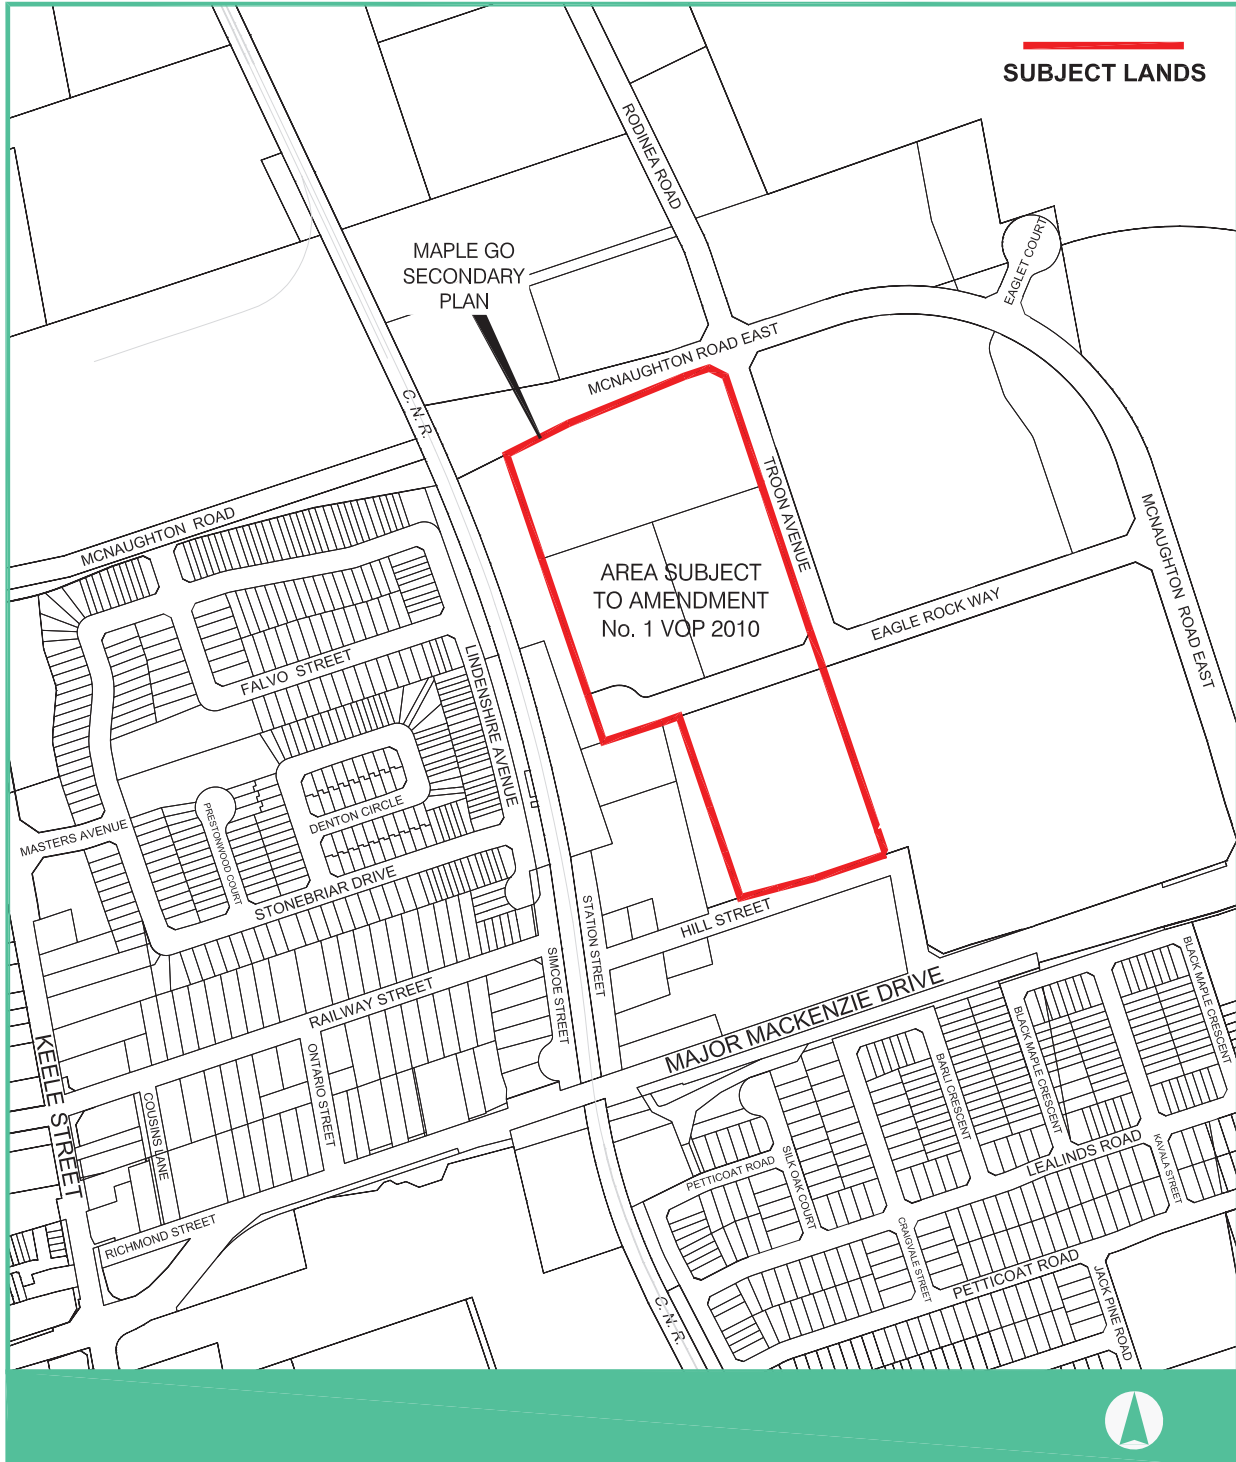 SUBJECT LANDS
RODINEA ROAD
EAGLET COURT
MAPLE GO
SECONDARY
PLAN
MCNAUGHTON ROAD EAST
C. N. R.
TROON AVENUE
MCNAUGHTON ROAD
MCNAUGHTON ROAD EAST
AREA SUBJECT
TO AMENDMENT
No. 1 VOP 2010
EAGLE ROCK WAY
FALVO STREET
LINDENSHIRE AVENUE
DENTON CIRCLE
PRESTONWOOD COURT
MASTERS AVENUE
STONEBRIAR DRIVE
STATION STREET
HILL STREET
SIMCOE STREET
RAILWAY STREET
MAJOR MACKENZIE DRIVE
BLACK MAPLE CRESCENT
BLACK MAPLE CRESCENT
BARLI CRESCENT
KEELE STREET
ONTARIO STREET
COUSINS LANE
LEALINDS ROAD
KAVALA STREET
PETTICOAT ROAD
SILK OAK COURT
RICHMOND STREET
CRAIGVALE STREET
PETTICOAT ROAD
JACK PINE ROAD
C. N. R.